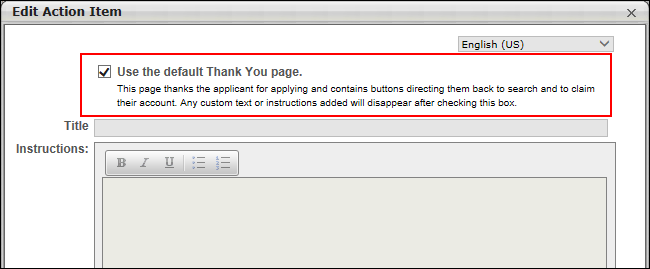 Edit Action Item
English (US)
Use the default Thank You page.
This page thanks the applicant for applying and contains buttons directing them back to search and to claim
their account. Any custom text or instructions added will disappear after checking this box.
Title
Instructions:
B I U